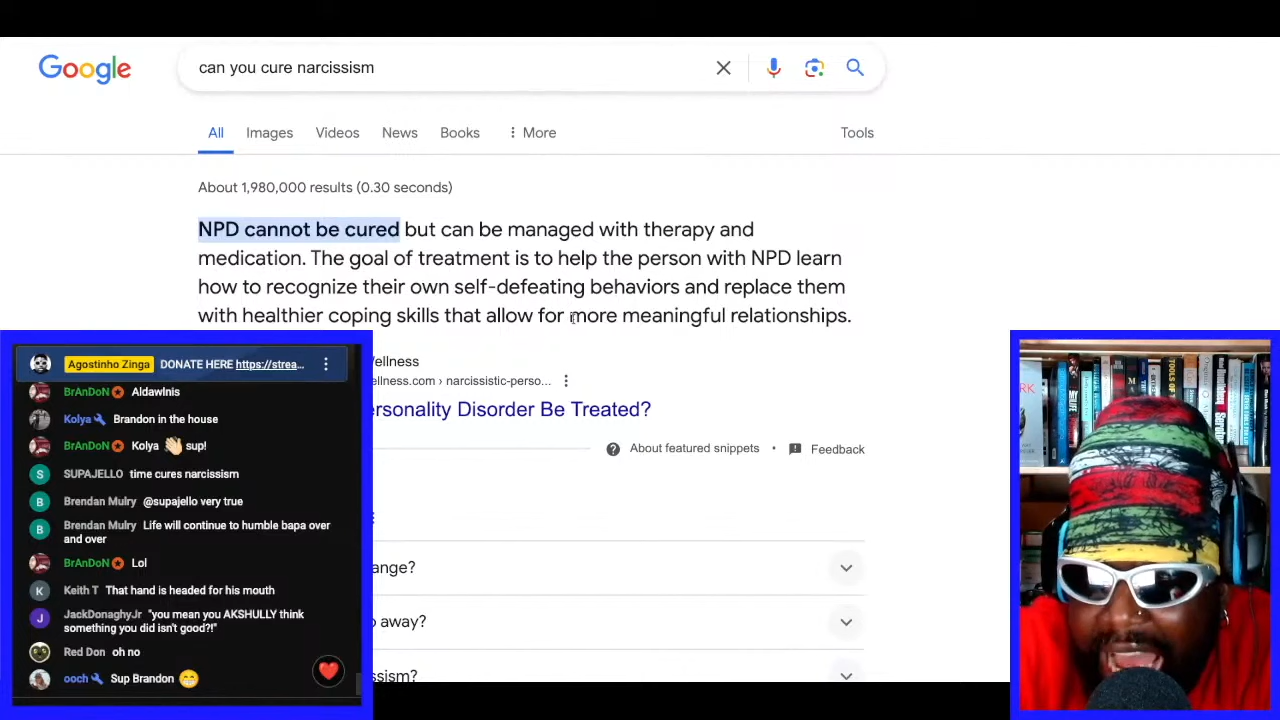 Google
can you cure narcissism
All
Images
Videos
News
Books
More
Tools
About 1,980,000 results (0.30 seconds)
NPD cannot be cured but can be managed with therapy and
medication. The goal of treatment is to help the person with NPD learn
how to recognize their own self-defeating behaviors and replace them
with healthier coping skills that allow for more meaningful relationships.
Wellness
ellness.com › narcissistic-perso...
ersonality Disorder Be Treated?
About featured snippets
Feedback
ange?
o away?
ssism?
Agostinho Zinga DONATE HERE https://strea...
BrAnDoN Aldawlnis
Kolya Brandon in the house
BrAnDoN Kolya 👋🏻 sup!
S SUPAJELLO time cures narcissism
B Brendan Mulry @supajello very true
B Brendan Mulry Life will continue to humble bapa over
and over
BrAnDoN Lol
K Keith T That hand is headed for his mouth
J JackDonaghyJr "you mean you AKSHULLY think
something you did isn't good?!"
Red Don oh no
ooch Sup Brandon 😁